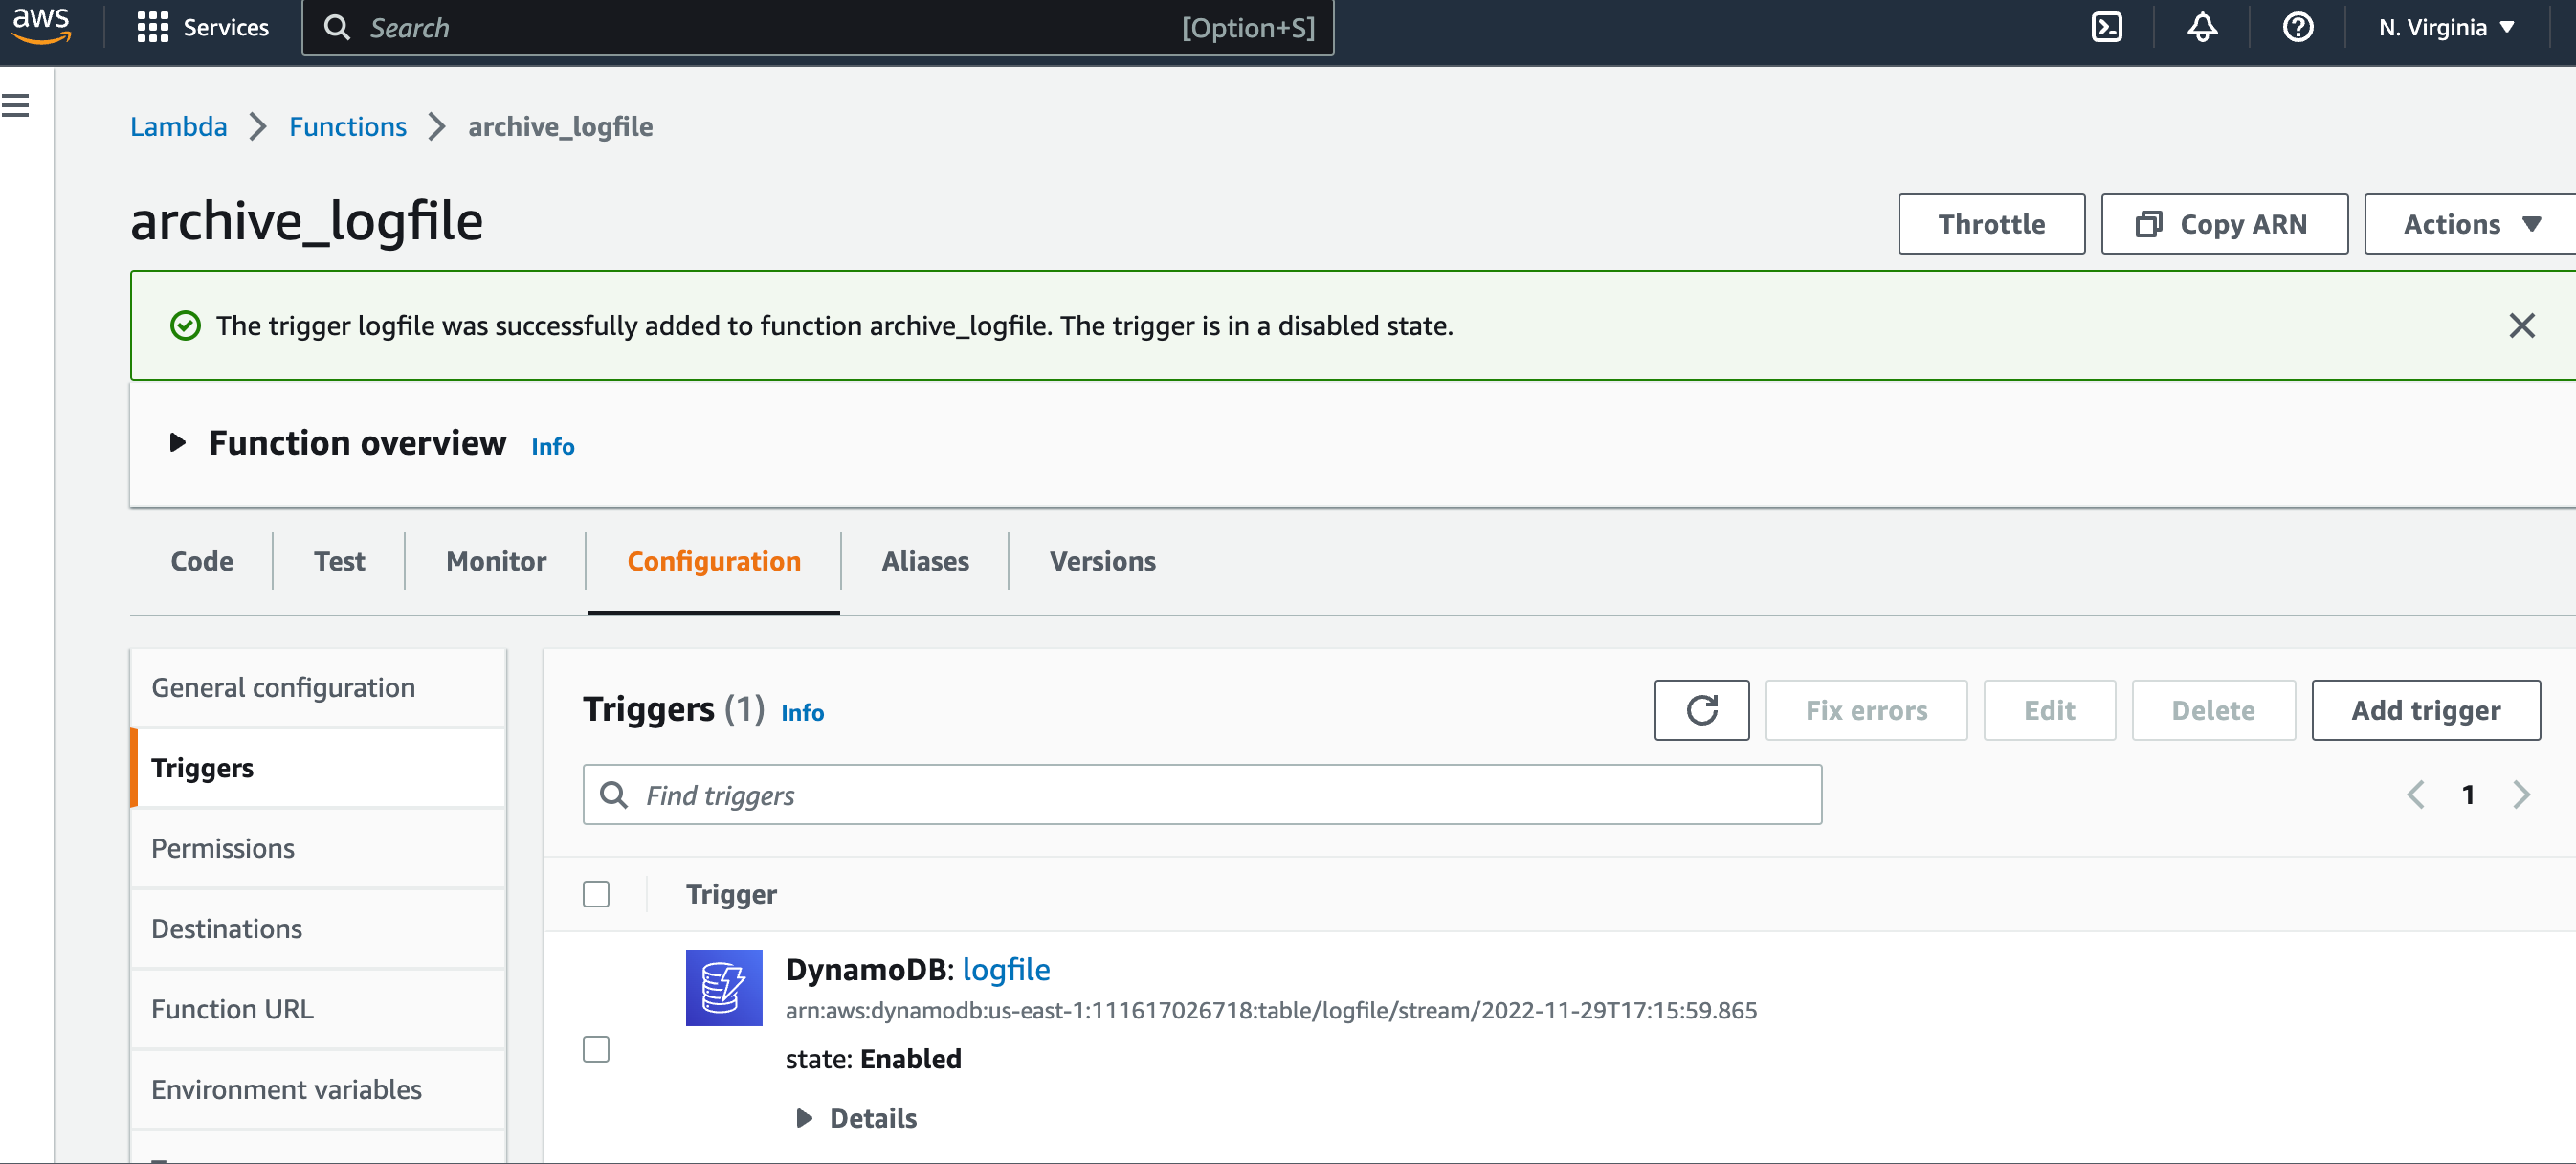 aws Services Search [Option+S] N. Virginia
Lambda Functions archive_logfile
archive_logfile
Throttle Copy ARN Actions
The trigger logfile was successfully added to function archive_logfile. The trigger is in a disabled state.
Function overview Info
Code Test Monitor Configuration Aliases Versions
General configuration
Triggers
Permissions
Destinations
Function URL
Environment variables
Triggers (1) Info
Fix errors Edit Delete Add trigger
Find triggers
1
Trigger
DynamoDB: logfile
arn:aws:dynamodb:us-east-1:111617026718:table/logfile/stream/2022-11-29T17:15:59.865
state: Enabled
Details